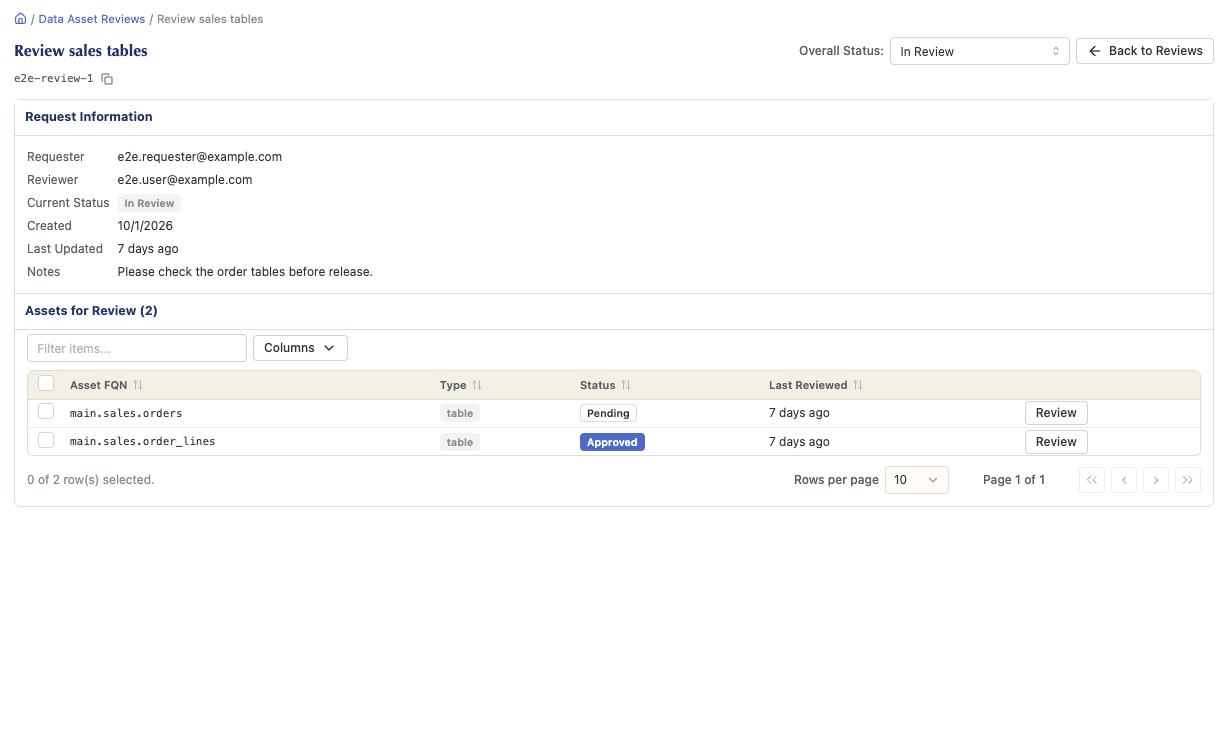 / Data Asset Reviews / Review sales tables
Review sales tables
Overall Status: In Review Back to Reviews
e2e-review-1
Request Information
Requester e2e.requester@example.com
Reviewer e2e.user@example.com
Current Status In Review
Created 10/1/2026
Last Updated 7 days ago
Notes Please check the order tables before release.
Assets for Review (2)
Filter items... Columns
Asset FQN Type Status Last Reviewed
main.sales.orders table Pending 7 days ago Review
main.sales.order_lines table Approved 7 days ago Review
0 of 2 row(s) selected. Rows per page 10 Page 1 of 1